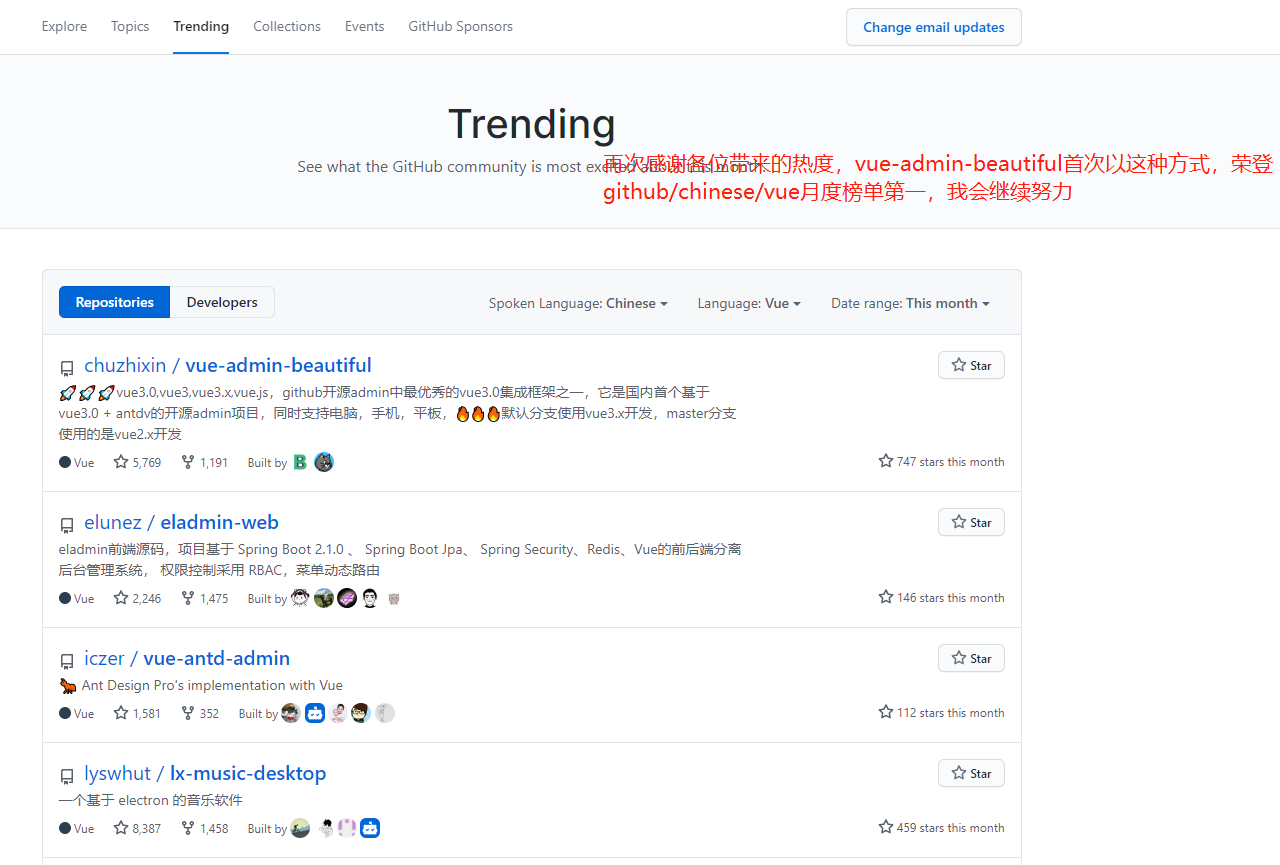 Explore Topics Trending Collections Events GitHub Sponsors Change email updates
Trending
See what the GitHub community is most excited about this month.
再次感谢各位带来的热度，vue-admin-beautiful首次以这种方式，荣登
github/chinese/vue月度榜单第一，我会继续努力
Repositories Developers Spoken Language: Chinese Language: Vue Date range: This month
chuzhixin / vue-admin-beautiful Star
🚀🚀🚀vue3.0,vue3,vue3.x,vue.js，github开源admin中最优秀的vue3.0集成框架之一，它是国内首个基于
vue3.0 + antdv的开源admin项目，同时支持电脑，手机，平板，🔥🔥🔥默认分支使用vue3.x开发，master分支
使用的是vue2.x开发
Vue 5,769 1,191 Built by B 747 stars this month
elunez / eladmin-web Star
eladmin前端源码，项目基于 Spring Boot 2.1.0 、 Spring Boot Jpa、 Spring Security、Redis、Vue的前后端分离
后台管理系统， 权限控制采用 RBAC，菜单动态路由
Vue 2,246 1,475 Built by 146 stars this month
iczer / vue-antd-admin Star
🐜 Ant Design Pro's implementation with Vue
Vue 1,581 352 Built by 112 stars this month
lyswhut / lx-music-desktop Star
一个基于 electron 的音乐软件
Vue 8,387 1,458 Built by 459 stars this month